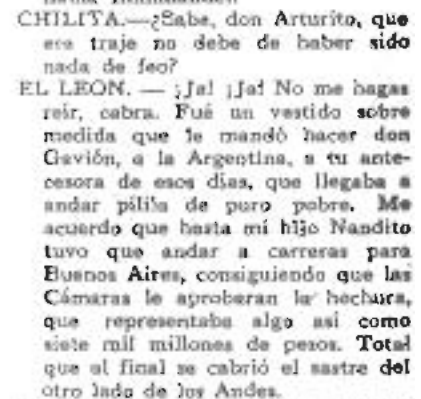 CHILITA.—¿Sabe, don Arturito, que
ese traje no debe de haber sido
nada de feo?
EL LEON. — ¡Ja! ¡Ja! No me hagas
reir, cabra. Fué un vestido sobre
medida que le mandó hacer don
Gavión, a la Argentina, a tu ante-
cesora de esos días, que llegaba a
andar pilila de puro pobre. Me
acuerdo que hasta mi hijo Nandito
tuvo que andar a carreras para
Buenos Aires, consiguiendo que las
Cámaras le aprobaran la hechura,
que representaba algo así como
siete mil millones de pesos. Total
que al final se cabrió el sastre del
otro lado de los Andes.